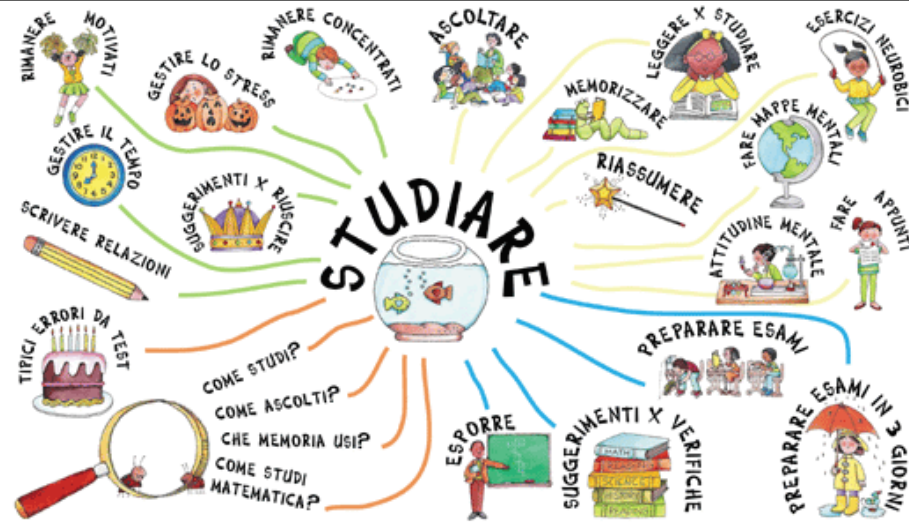 RIMANERE MOTIVATI
GESTIRE LO STRESS
RIMANERE CONCENTRATI
ASCOLTARE
LEGGERE X STUDIARE
ESERCIZI NEUROBICI
MEMORIZZARE
FARE MAPPE MENTALI
GESTIRE IL TEMPO
SUGGERIMENTI X RIUSCIRE
RIASSUMERE
SCRIVERE RELAZIONI
STUDIARE
ATTITUDINE MENTALE
FARE APPUNTI
TIPICI ERRORI DA TEST
COME STUDI?
COME ASCOLTI?
CHE MEMORIA USI?
COME STUDI
MATEMATICA?
ESPORRE
SUGGERIMENTI X VERIFICHE
MATH
SCIENCE
HISTORY
READING
PREPARARE ESAMI
PREPARARE ESAMI IN 3 GIORNI